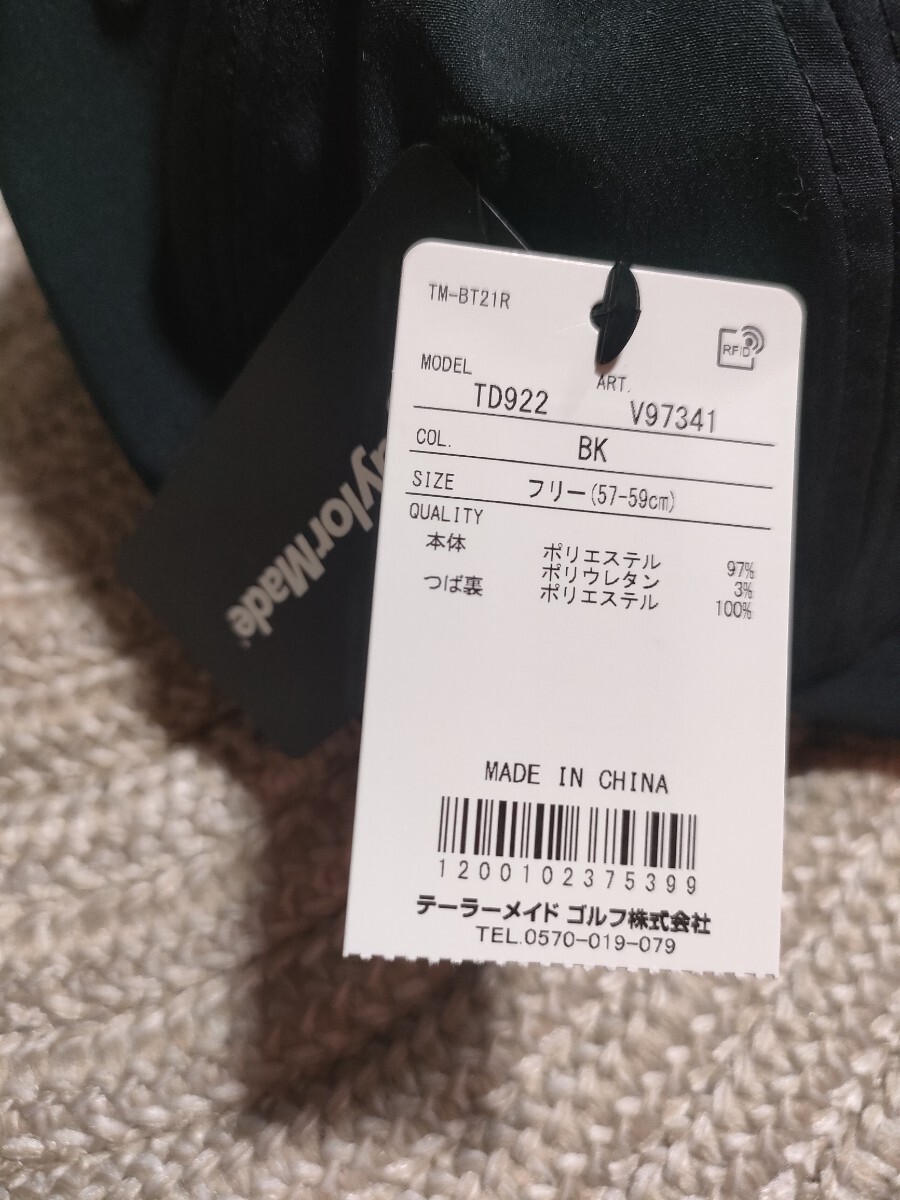 TM-BT21R
RFID
MODEL TD922 ART. V97341
COL. BK
SIZE フリー(57-59cm)
QUALITY
本体 ポリエステル 97%
ポリウレタン 3%
つば裏 ポリエステル 100%
MADE IN CHINA
1200102375399
テーラーメイド ゴルフ株式会社
TEL.0570-019-079
aylorMade